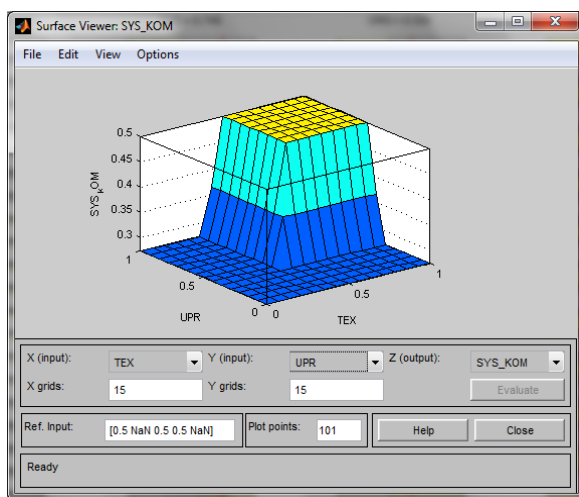 Surface Viewer: SYS_KOM
File Edit View Options
0.5
0.45
0.4
0.35
0.3
SYS_KOM
1
0.5
0
UPR
0
0.5
1
TEX
X (input): TEX Y (input): UPR Z (output): SYS_KOM
X grids: 15 Y grids: 15 Evaluate
Ref. Input: [0.5 NaN 0.5 0.5 NaN] Plot points: 101 Help Close
Ready